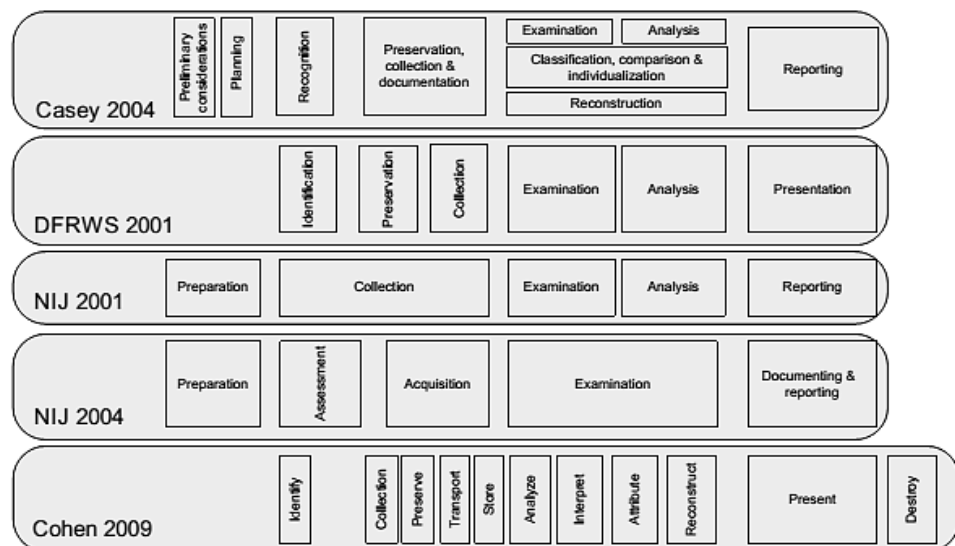 Casey 2004
Preliminary
considerations
Planning
Recognition
Preservation,
collection &
documentation
Examination
Analysis
Classification, comparison &
individualization
Reconstruction
Reporting
DFRWS 2001
Identification
Preservation
Collection
Examination
Analysis
Presentation
NIJ 2001
Preparation
Collection
Examination
Analysis
Reporting
NIJ 2004
Preparation
Assessment
Acquisition
Examination
Documenting &
reporting
Cohen 2009
Identify
Collection
Preserve
Transport
Store
Analyze
Interpret
Attribute
Reconstruct
Present
Destroy